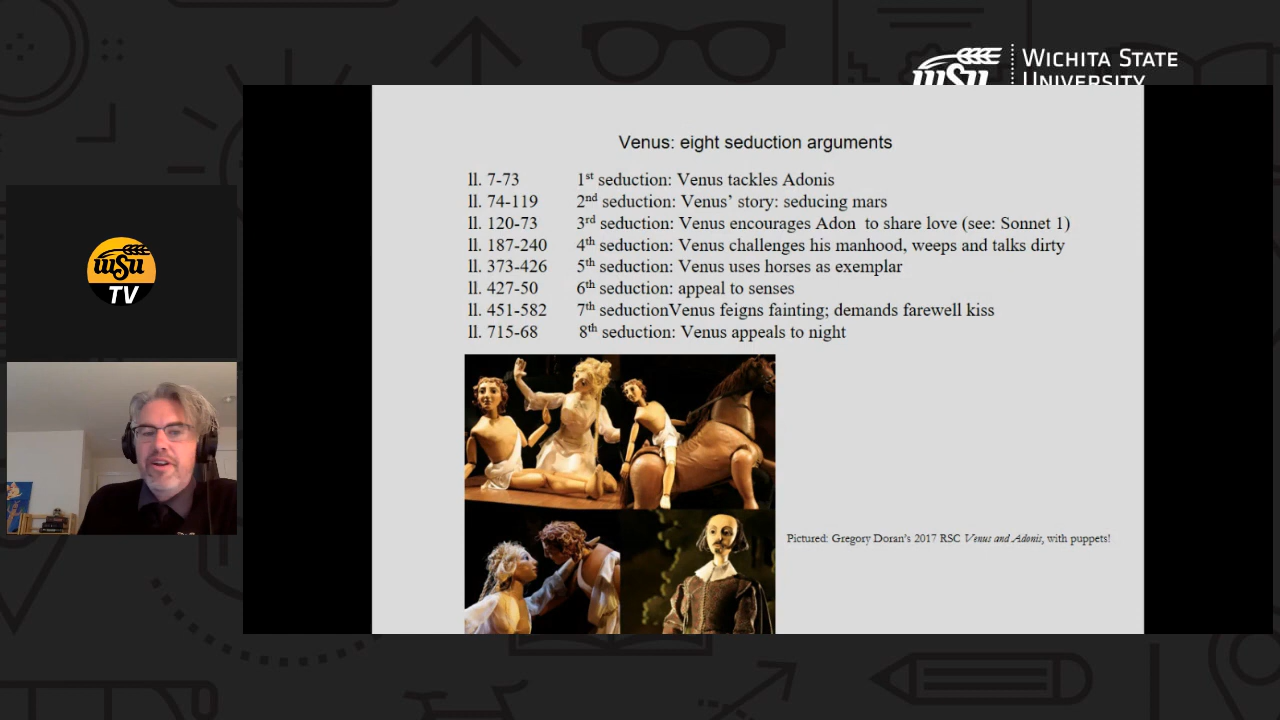 WSU
WICHITA STATE
UNIVERSITY
Venus: eight seduction arguments
ll. 7-73 1st seduction: Venus tackles Adonis
ll. 74-119 2nd seduction: Venus’ story: seducing mars
ll. 120-73 3rd seduction: Venus encourages Adon to share love (see: Sonnet 1)
ll. 187-240 4th seduction: Venus challenges his manhood, weeps and talks dirty
ll. 373-426 5th seduction: Venus uses horses as exemplar
ll. 427-50 6th seduction: appeal to senses
ll. 451-582 7th seductionVenus feigns fainting; demands farewell kiss
ll. 715-68 8th seduction: Venus appeals to night
Pictured: Gregory Doran's 2017 RSC Venus and Adonis, with puppets!
WSU
TV